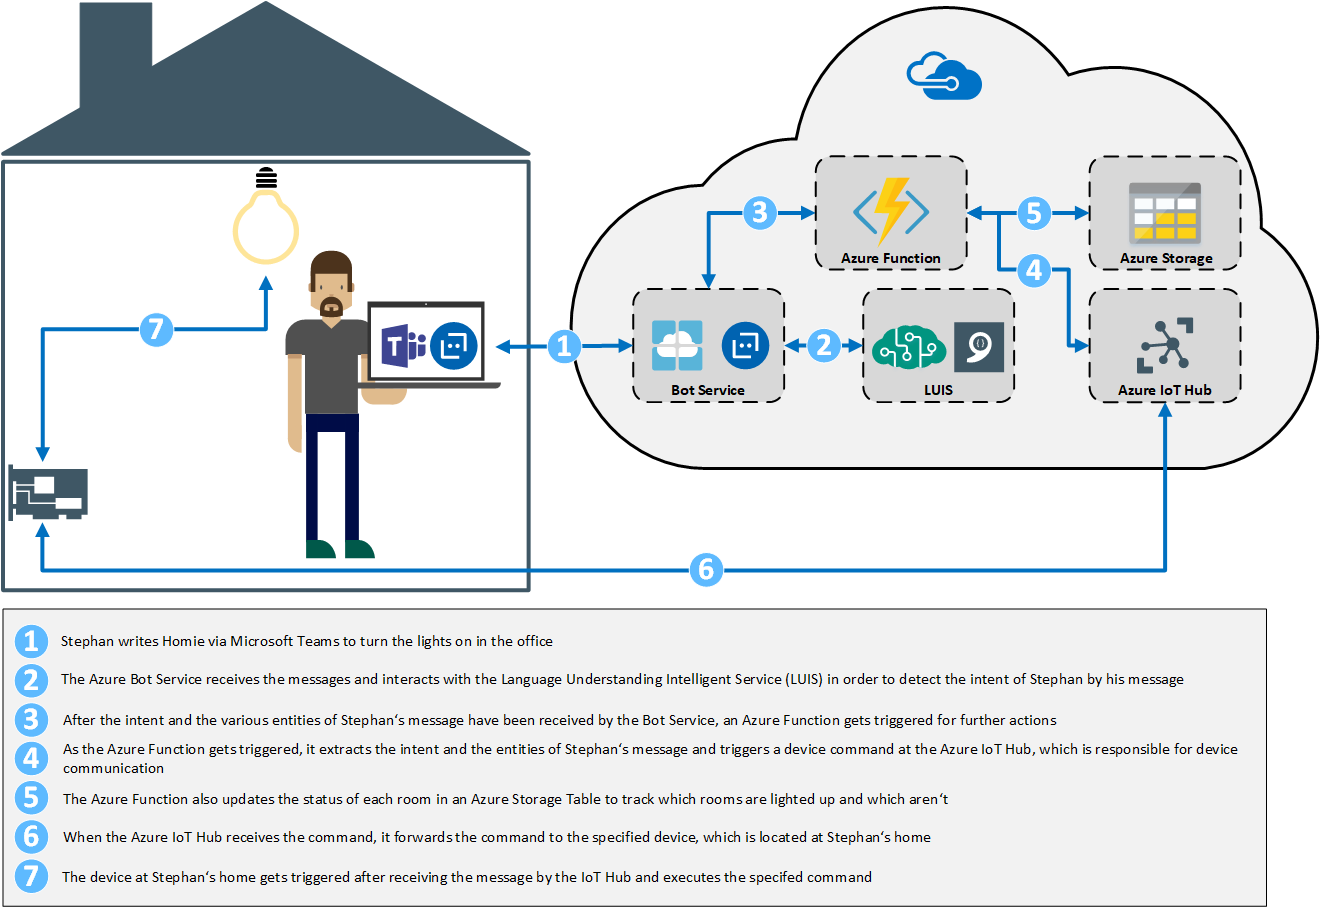 3
Azure Function
5
Azure Storage
4
7
T
1
Bot Service
2
LUIS
Azure IoT Hub
6
1 Stephan writes Homie via Microsoft Teams to turn the lights on in the office
2 The Azure Bot Service receives the messages and interacts with the Language Understanding Intelligent Service (LUIS) in order to detect the intent of Stephan by his message
3 After the intent and the various entities of Stephan‘s message have been received by the Bot Service, an Azure Function gets triggered for further actions
4 As the Azure Function gets triggered, it extracts the intent and the entities of Stephan‘s message and triggers a device command at the Azure IoT Hub, which is responsible for device
communication
5 The Azure Function also updates the status of each room in an Azure Storage Table to track which rooms are lighted up and which aren‘t
6 When the Azure IoT Hub receives the command, it forwards the command to the specified device, which is located at Stephan‘s home
7 The device at Stephan‘s home gets triggered after receiving the message by the IoT Hub and executes the specifed command